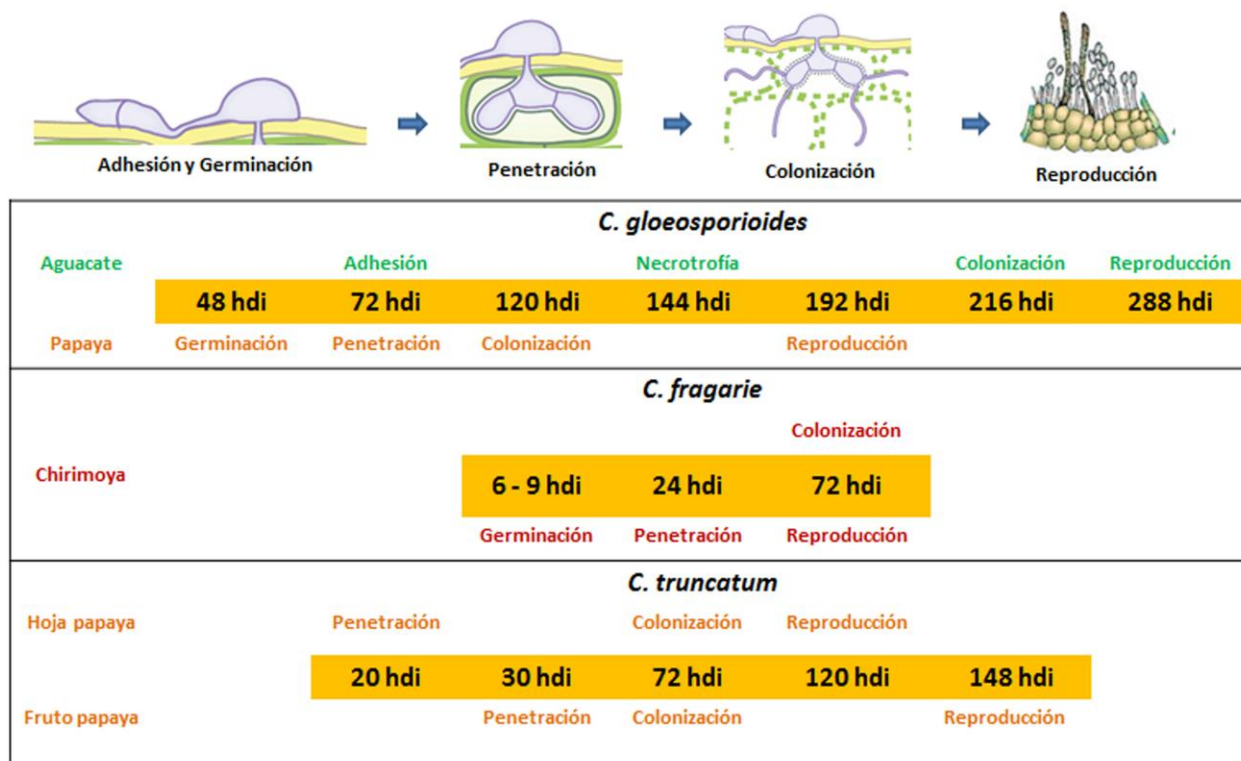 Adhesión y Germinación Penetración Colonización Reproducción
C. gloeosporioides
Aguacate Adhesión Necrotrofía Colonización Reproducción
48 hdi 72 hdi 120 hdi 144 hdi 192 hdi 216 hdi 288 hdi
Papaya Germinación Penetración Colonización Reproducción
C. fragarie
Colonización
Chirimoya 6 - 9 hdi 24 hdi 72 hdi
Germinación Penetración Reproducción
C. truncatum
Hoja papaya Penetración Colonización Reproducción
20 hdi 30 hdi 72 hdi 120 hdi 148 hdi
Fruto papaya Penetración Colonización Reproducción